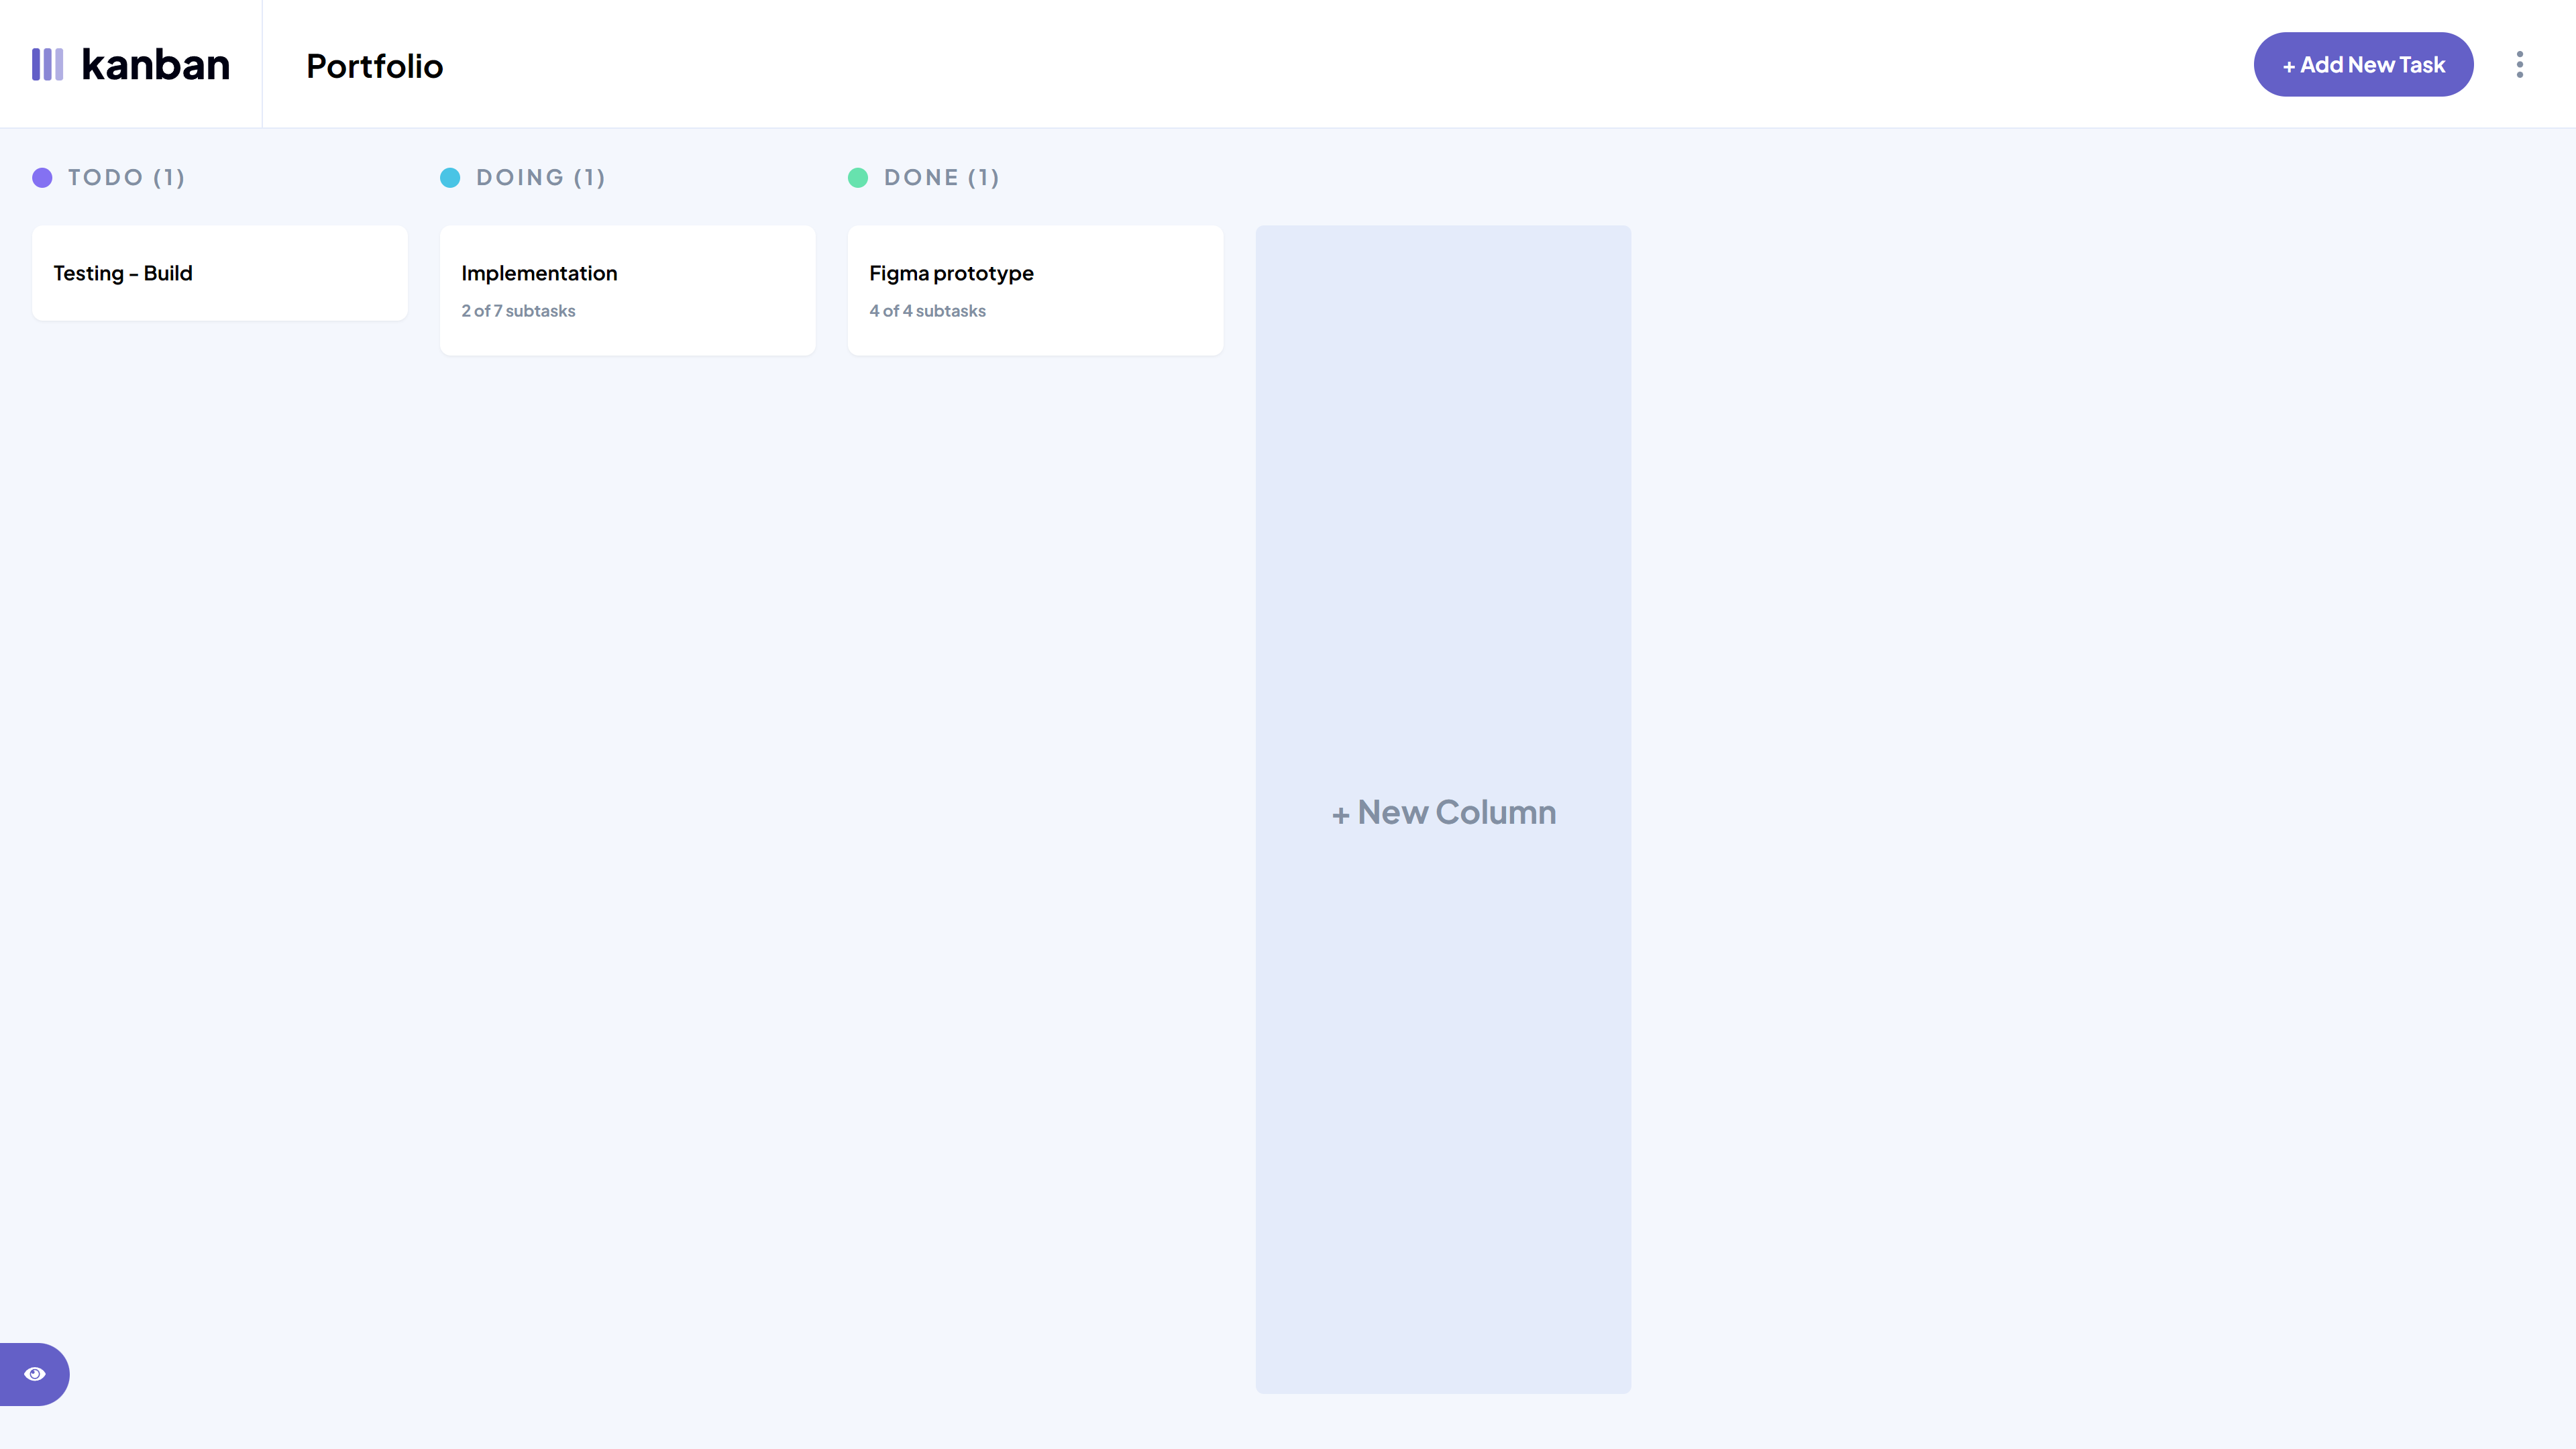 kanban
Portfolio
+ Add New Task
TODO (1)
DOING (1)
DONE (1)
Testing - Build
Implementation
2 of 7 subtasks
Figma prototype
4 of 4 subtasks
+ New Column